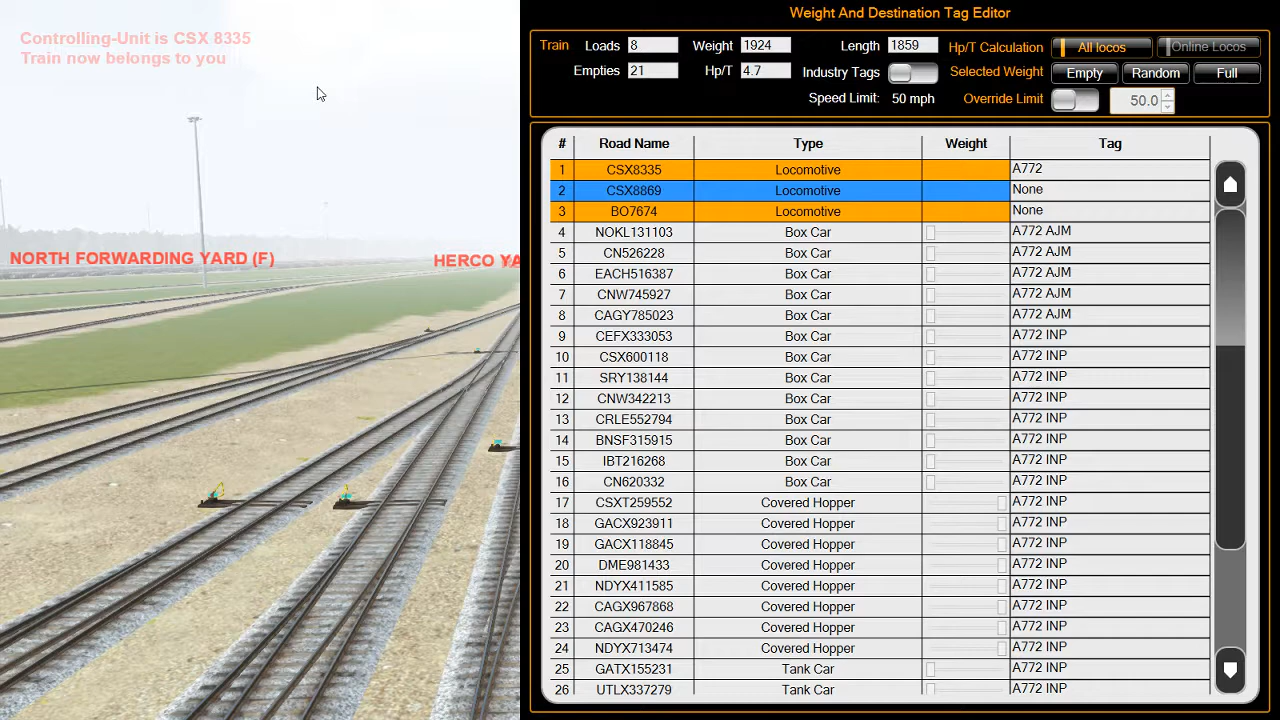 Controlling-Unit is CSX 8335
Train now belongs to you
NORTH FORWARDING YARD (F)
HERCO YA
Weight And Destination Tag Editor
Train Loads 8 Weight 1924 Length 1859 Hp/T Calculation All locos Online Locos
Empties 21 Hp/T 4.7 Industry Tags Selected Weight Empty Random Full
Speed Limit: 50 mph Override Limit 50.0
# Road Name Type Weight Tag
1 CSX8335 Locomotive A772
2 CSX8869 Locomotive None
3 BO7674 Locomotive None
4 NOKL131103 Box Car A772 AJM
5 CN526228 Box Car A772 AJM
6 EACH516387 Box Car A772 AJM
7 CNW745927 Box Car A772 AJM
8 CAGY785023 Box Car A772 AJM
9 CEFX333053 Box Car A772 INP
10 CSX600118 Box Car A772 INP
11 SRY138144 Box Car A772 INP
12 CNW342213 Box Car A772 INP
13 CRLE552794 Box Car A772 INP
14 BNSF315915 Box Car A772 INP
15 IBT216268 Box Car A772 INP
16 CN620332 Box Car A772 INP
17 CSXT259552 Covered Hopper A772 INP
18 GACX923911 Covered Hopper A772 INP
19 GACX118845 Covered Hopper A772 INP
20 DME981433 Covered Hopper A772 INP
21 NDYX411585 Covered Hopper A772 INP
22 CAGX967868 Covered Hopper A772 INP
23 CAGX470246 Covered Hopper A772 INP
24 NDYX713474 Covered Hopper A772 INP
25 GATX155231 Tank Car A772 INP
26 UTLX337279 Tank Car A772 INP